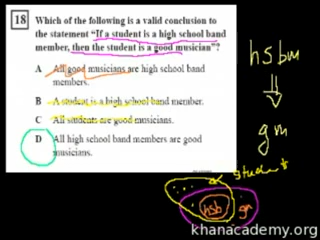 18 Which of the following is a valid conclusion to
the statement "If a student is a high school band
member, then the student is a good musician"?
A All good musicians are high school band
members.
B A student is a high school band member.
C All students are good musicians.
D All high school band members are good
musicians.
hsbm
gm
students
hsb gm
khanacademy.org